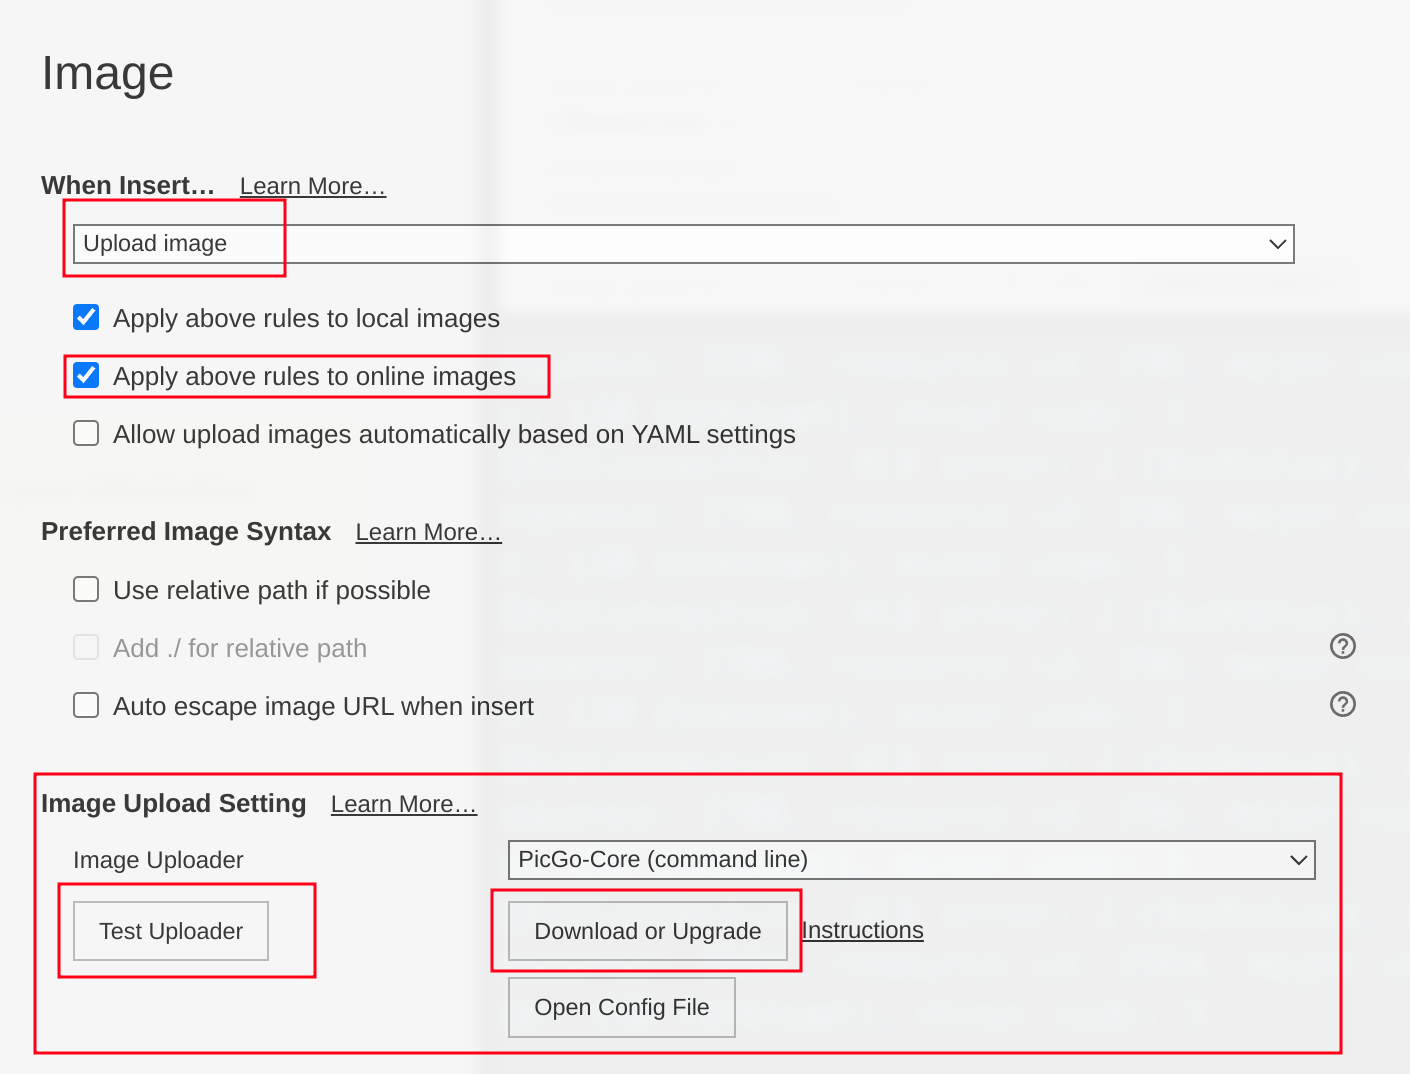 Image
When Insert... Learn More...
Upload image
Apply above rules to local images
Apply above rules to online images
Allow upload images automatically based on YAML settings
Preferred Image Syntax Learn More...
Use relative path if possible
Add ./ for relative path
Auto escape image URL when insert
Image Upload Setting Learn More...
Image Uploader PicGo-Core (command line)
Test Uploader Download or Upgrade Instructions
Open Config File